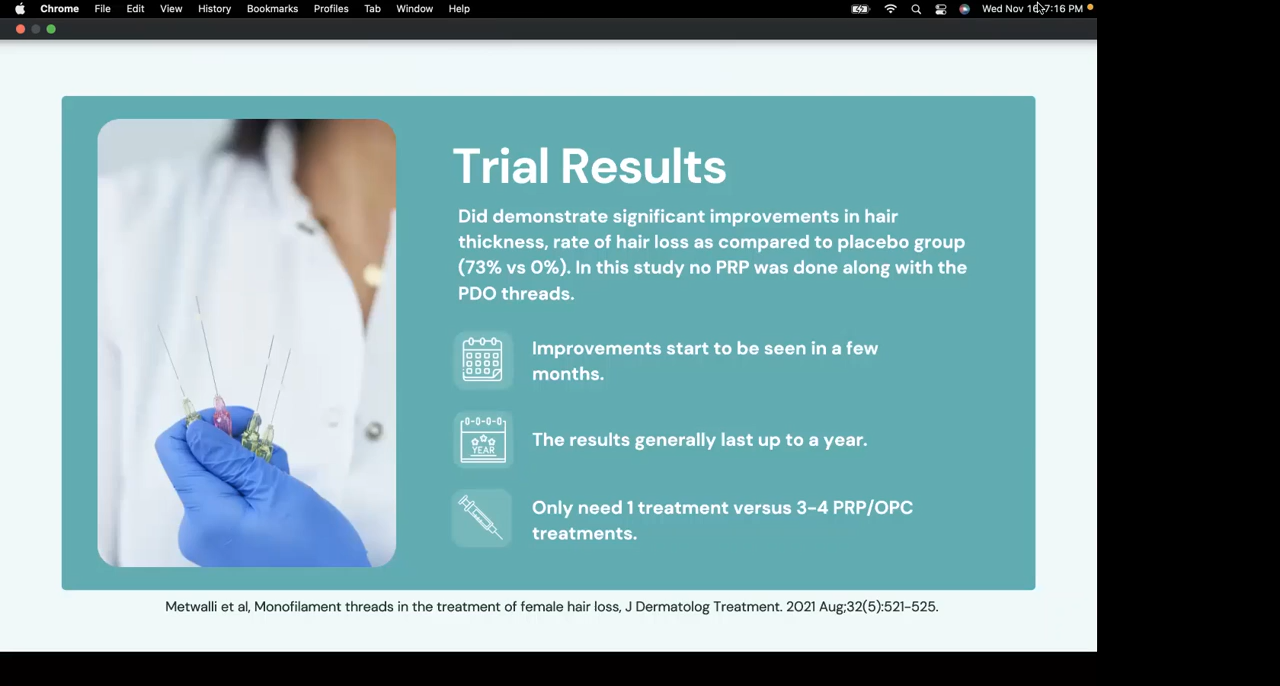 Chrome File Edit View History Bookmarks Profiles Tab Window Help Wed Nov 16 7:16 PM
Trial Results
Did demonstrate significant improvements in hair
thickness, rate of hair loss as compared to placebo group
(73% vs 0%). In this study no PRP was done along with the
PDO threads.
Improvements start to be seen in a few
months.
YEAR
The results generally last up to a year.
Only need 1 treatment versus 3-4 PRP/OPC
treatments.
Metwalli et al, Monofilament threads in the treatment of female hair loss, J Dermatolog Treatment. 2021 Aug;32(5):521-525.